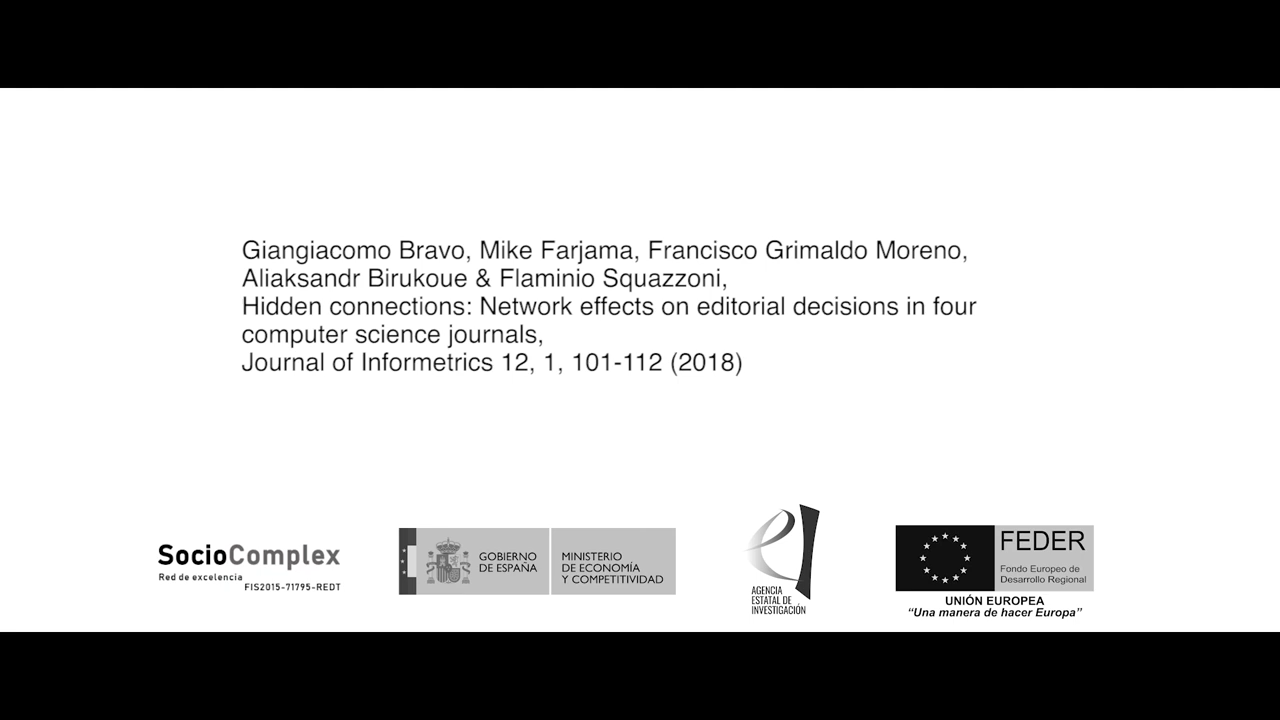 Giangiacomo Bravo, Mike Farjama, Francisco Grimaldo Moreno,
Aliaksandr Birukoue & Flaminio Squazzoni,
Hidden connections: Network effects on editorial decisions in four
computer science journals,
Journal of Informetrics 12, 1, 101-112 (2018)
SocioComplex
Red de excelencia
FIS2015-71795-REDT
GOBIERNO
DE ESPAÑA
MINISTERIO
DE ECONOMÍA
Y COMPETITIVIDAD
AGENCIA
ESTATAL DE
INVESTIGACIÓN
FEDER
Fondo Europeo de
Desarrollo Regional
UNIÓN EUROPEA
“Una manera de hacer Europa”